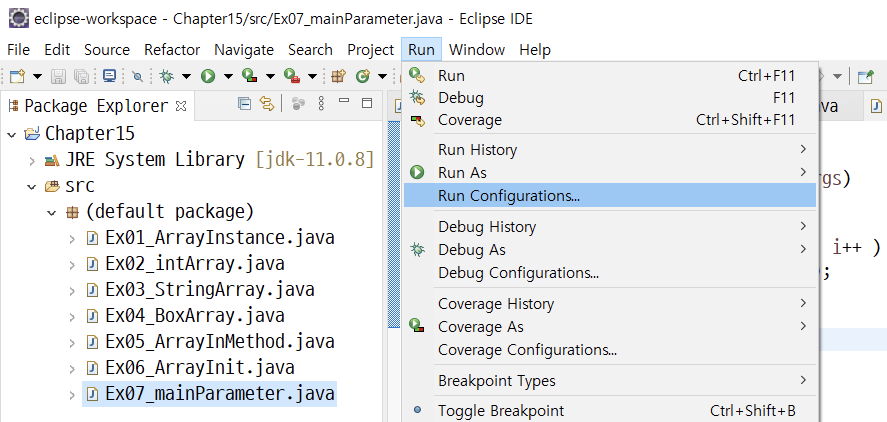 eclipse-workspace - Chapter15/src/Ex07_mainParameter.java - Eclipse IDE
File Edit Source Refactor Navigate Search Project Run Window Help
Package Explorer
Chapter15
JRE System Library [jdk-11.0.8]
src
(default package)
Ex01_ArrayInstance.java
Ex02_intArray.java
Ex03_StringArray.java
Ex04_BoxArray.java
Ex05_ArrayInMethod.java
Ex06_ArrayInit.java
Ex07_mainParameter.java
Run Ctrl+F11
Debug F11
Coverage Ctrl+Shift+F11
Run History
Run As
Run Configurations...
Debug History
Debug As
Debug Configurations...
Coverage History
Coverage As
Coverage Configurations...
Breakpoint Types
Toggle Breakpoint Ctrl+Shift+B
va
rgs)
i++ )
;